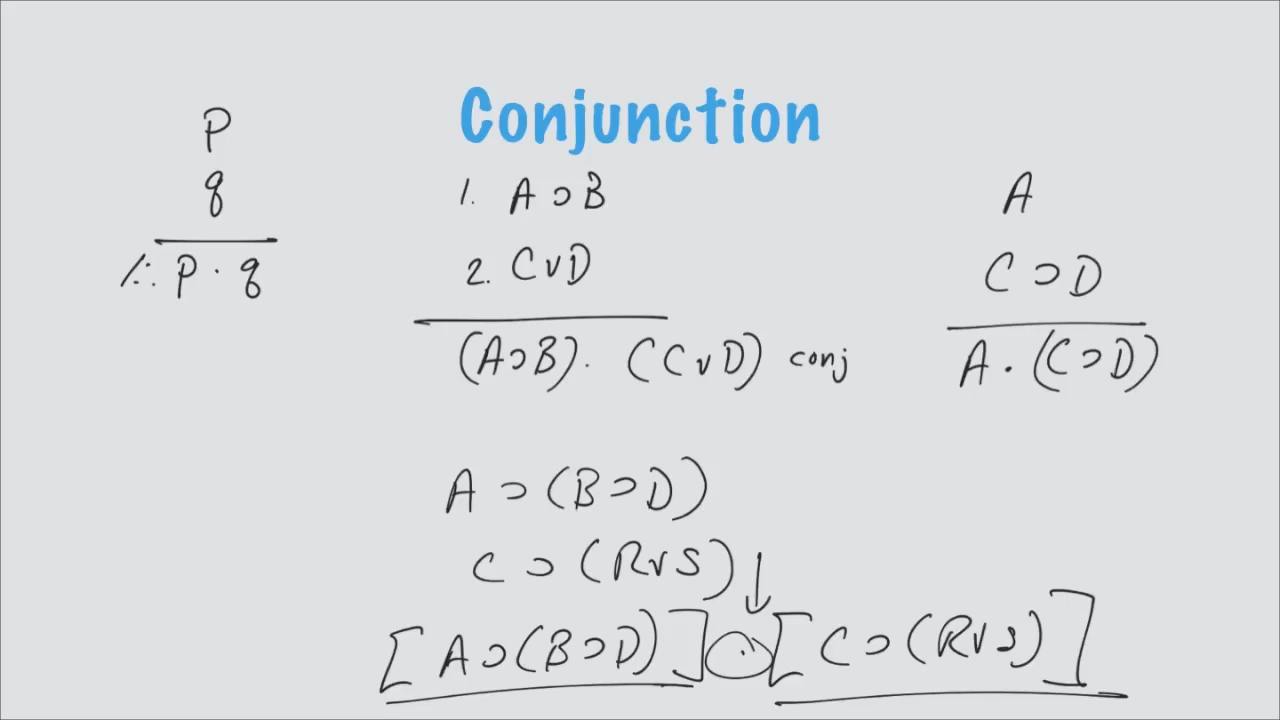 Conjunction
P
q
/∴ P · q
1. A ⊃ B
2. C v D
(A ⊃ B) · (C v D) conj
A
C ⊃ D
A · (C ⊃ D)
A ⊃ (B ⊃ D)
C ⊃ (R v S)
[A ⊃ (B ⊃ D)] · [C ⊃ (R v S)]